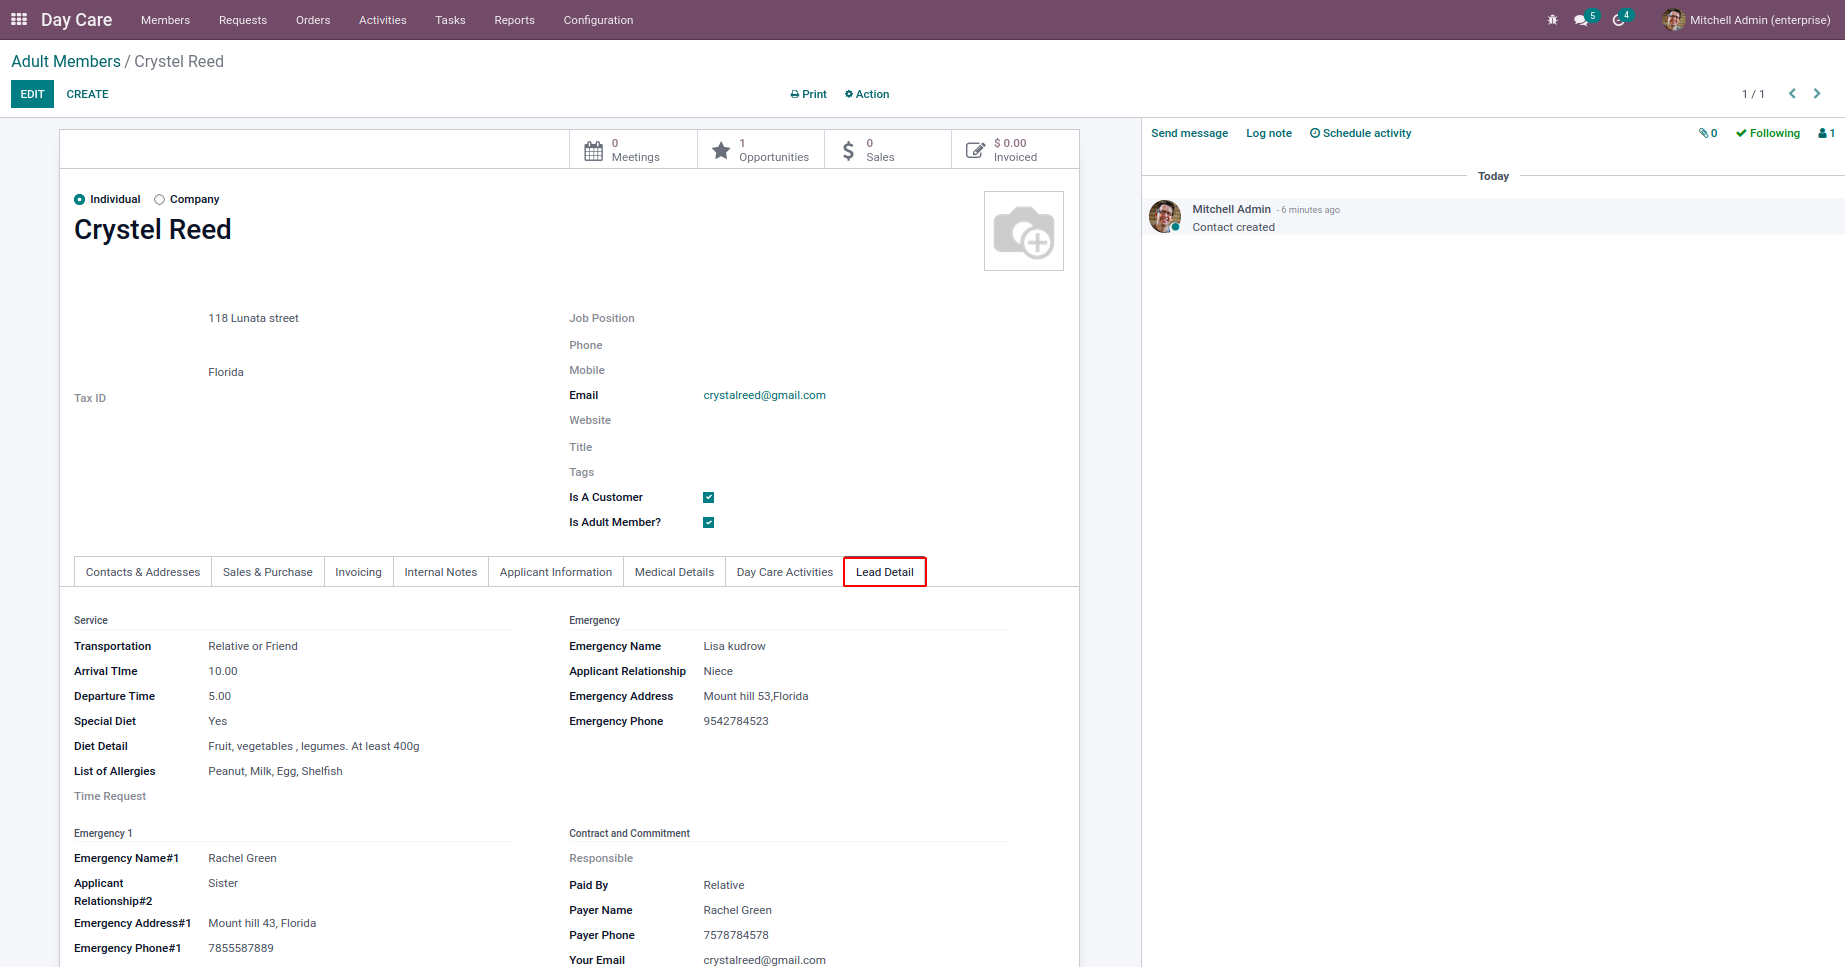 Day Care Members Requests Orders Activities Tasks Reports Configuration 5 4 Mitchell Admin (enterprise)
Adult Members / Crystel Reed
EDIT CREATE Print Action 1 / 1
0 Meetings 1 Opportunities 0 Sales $ 0.00 Invoiced
Send message Log note Schedule activity 0 Following 1
Today
Mitchell Admin - 6 minutes ago
Contact created
Individual Company
Crystel Reed
118 Lunata street
Florida
Tax ID
Job Position
Phone
Mobile
Email crystalreed@gmail.com
Website
Title
Tags
Is A Customer
Is Adult Member?
Contacts & Addresses Sales & Purchase Invoicing Internal Notes Applicant Information Medical Details Day Care Activities Lead Detail
Service
Transportation Relative or Friend
Arrival TIme 10.00
Departure Time 5.00
Special Diet Yes
Diet Detail Fruit, vegetables , legumes. At least 400g
List of Allergies Peanut, Milk, Egg, Shelfish
Time Request
Emergency
Emergency Name Lisa kudrow
Applicant Relationship Niece
Emergency Address Mount hill 53,Florida
Emergency Phone 9542784523
Emergency 1
Emergency Name#1 Rachel Green
Applicant Relationship#2 Sister
Emergency Address#1 Mount hill 43, Florida
Emergency Phone#1 7855587889
Contract and Commitment
Responsible
Paid By Relative
Payer Name Rachel Green
Payer Phone 7578784578
Your Email crystalreed@gmail.com